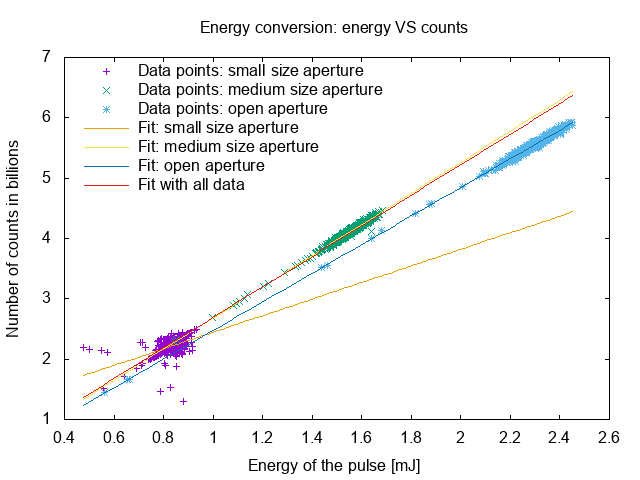 Energy conversion: energy VS counts
7
6
5
4
3
2
1
Number of counts in billions
Data points: small size aperture
Data points: medium size aperture
Data points: open aperture
Fit: small size aperture
Fit: medium size aperture
Fit: open aperture
Fit with all data
0.4 0.6 0.8 1 1.2 1.4 1.6 1.8 2 2.2 2.4 2.6
Energy of the pulse [mJ]